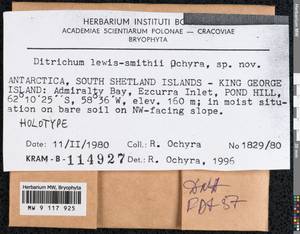 HERBARIUM INSTITUTI BO
ACADEMIAE SCIENTIARUM POLONAE — CRACOVIAE
BRYOPHYTA
Ditrichum lewis-smithii Ochyra, sp. nov.
ANTARCTICA, SOUTH SHETLAND ISLANDS - KING GEORGE
ISLAND: Admiralty Bay, Ezcurra Inlet, POND HILL,
62°10'25"S, 58°36'W, elev. 160 m; in moist situ-
ation on bare soil on NW-facing slope.
HOLOTYPE
Date: 11/II/1980 Coll.: R. Ochyra No 1829/80
KRAM-B-114927 Det.: R. Ochyra, 1996
Herbarium MW, Bryophyta
MW 9 117 925
DNA